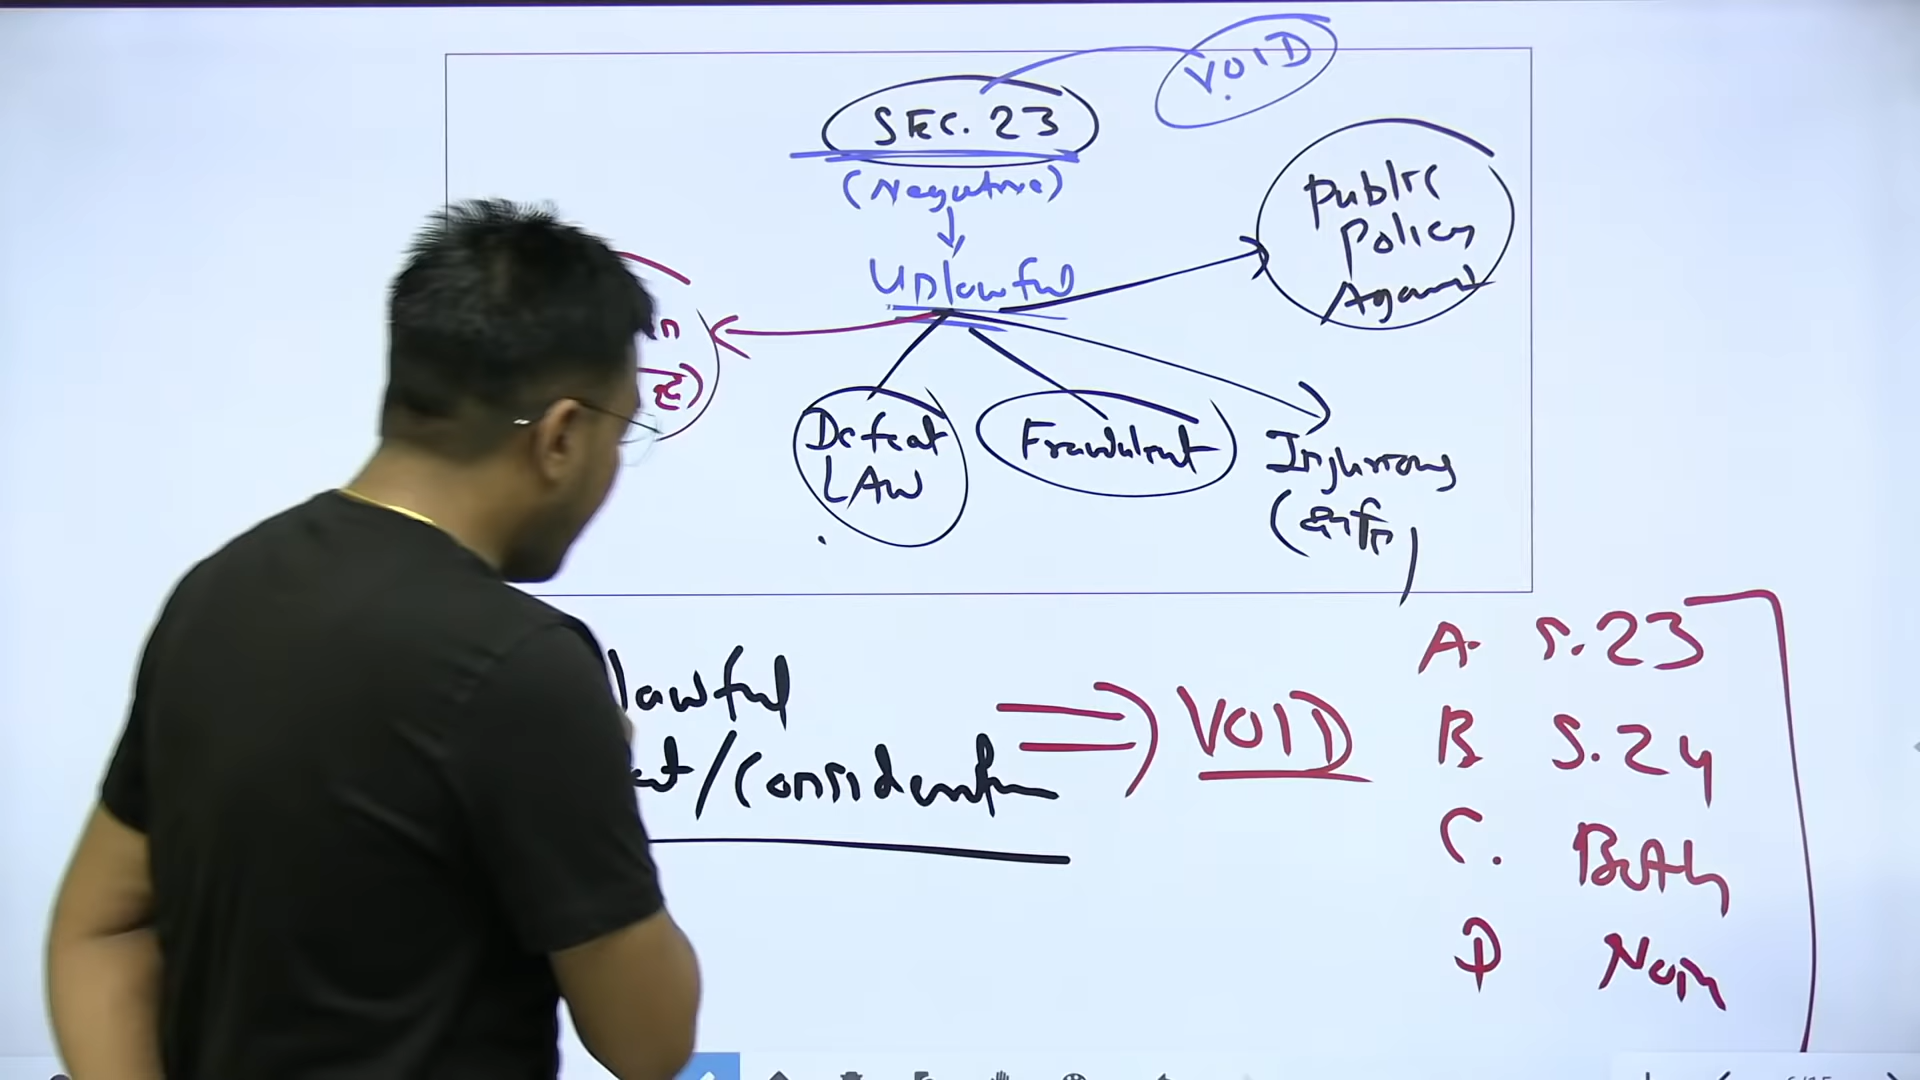 VOID
SEC. 23
(Negative)
Unlawful
Public
Policy
Against
Defeat
LAW
Fraudulent
Injurious
(क्षति)
lawful
/Consideration
VOID
A. S. 23
B. S. 24
C. Both
D Non